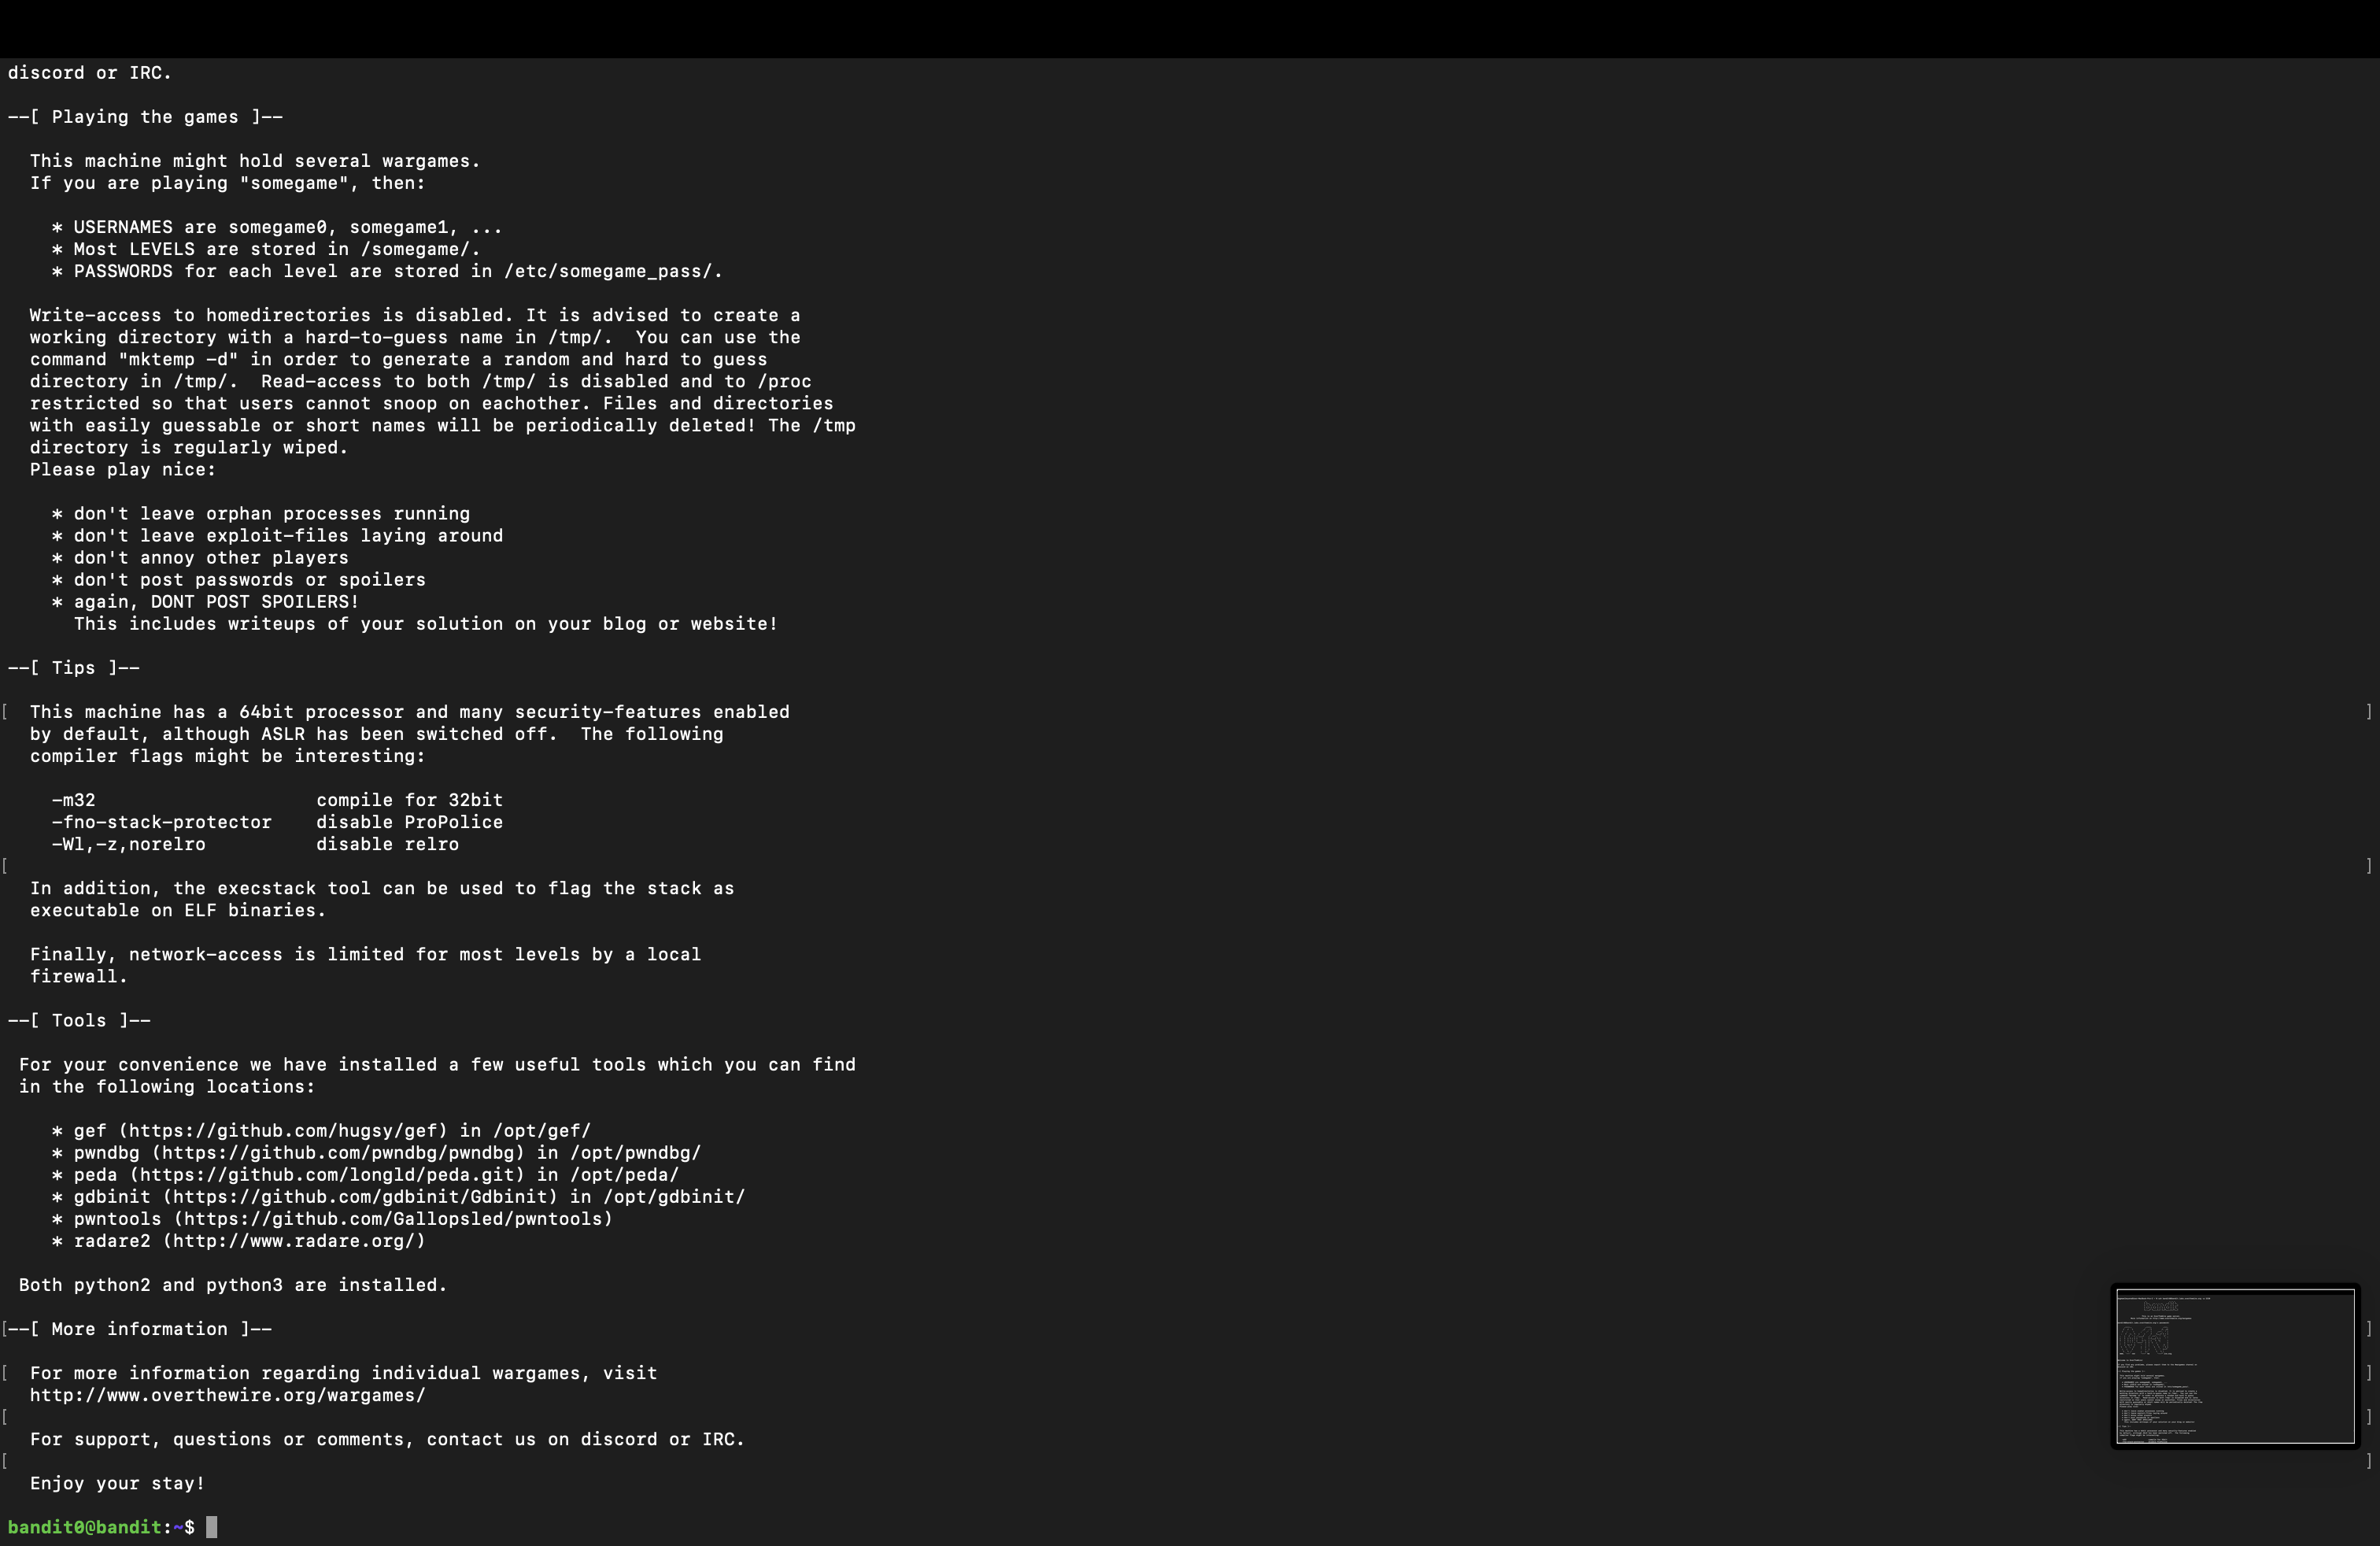 discord or IRC.
--[ Playing the games ]--
This machine might hold several wargames.
If you are playing "somegame", then:
* USERNAMES are somegame0, somegame1, ...
* Most LEVELS are stored in /somegame/.
* PASSWORDS for each level are stored in /etc/somegame_pass/.
Write-access to homedirectories is disabled. It is advised to create a
working directory with a hard-to-guess name in /tmp/.  You can use the
command "mktemp -d" in order to generate a random and hard to guess
directory in /tmp/.  Read-access to both /tmp/ is disabled and to /proc
restricted so that users cannot snoop on eachother. Files and directories
with easily guessable or short names will be periodically deleted! The /tmp
directory is regularly wiped.
Please play nice:
* don't leave orphan processes running
* don't leave exploit-files laying around
* don't annoy other players
* don't post passwords or spoilers
* again, DONT POST SPOILERS!
This includes writeups of your solution on your blog or website!
--[ Tips ]--
[ This machine has a 64bit processor and many security-features enabled ]
by default, although ASLR has been switched off.  The following
compiler flags might be interesting:
-m32                    compile for 32bit
-fno-stack-protector    disable ProPolice
-Wl,-z,norelro          disable relro
[ ]
In addition, the execstack tool can be used to flag the stack as
executable on ELF binaries.
Finally, network-access is limited for most levels by a local
firewall.
--[ Tools ]--
For your convenience we have installed a few useful tools which you can find
in the following locations:
* gef (https://github.com/hugsy/gef) in /opt/gef/
* pwndbg (https://github.com/pwndbg/pwndbg) in /opt/pwndbg/
* peda (https://github.com/longld/peda.git) in /opt/peda/
* gdbinit (https://github.com/gdbinit/Gdbinit) in /opt/gdbinit/
* pwntools (https://github.com/Gallopsled/pwntools)
* radare2 (http://www.radare.org/)
Both python2 and python3 are installed.
[--[ More information ]-- ]
[ For more information regarding individual wargames, visit ]
http://www.overthewire.org/wargames/
[ ]
For support, questions or comments, contact us on discord or IRC.
[ ]
Enjoy your stay!
bandit0@bandit:~$
bandit